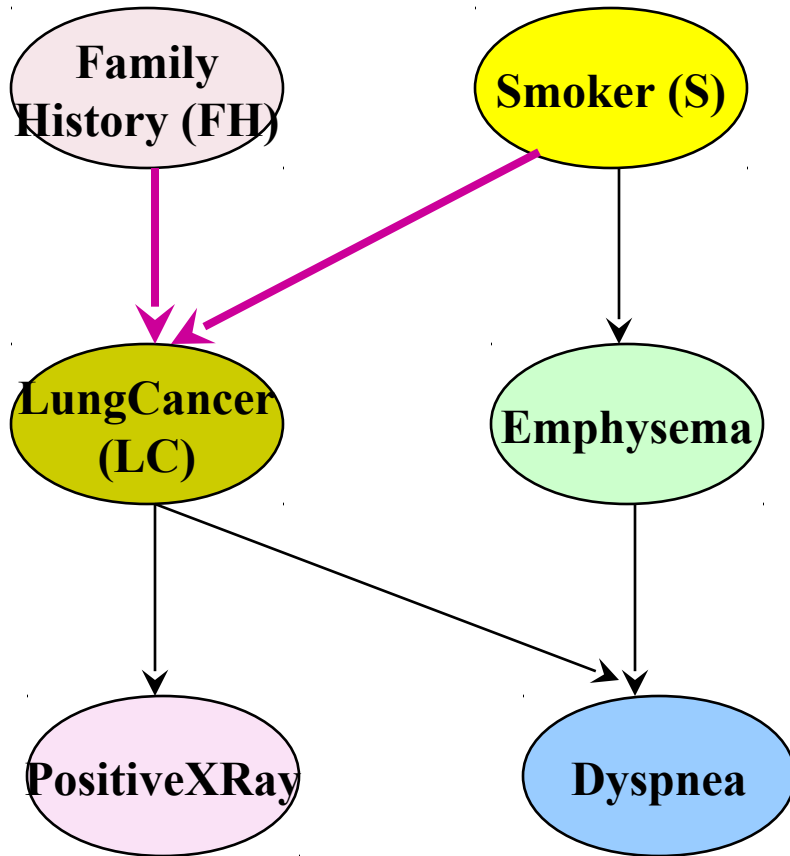 Family
History (FH)
Smoker (S)
LungCancer
(LC)
Emphysema
PositiveXRay
Dyspnea